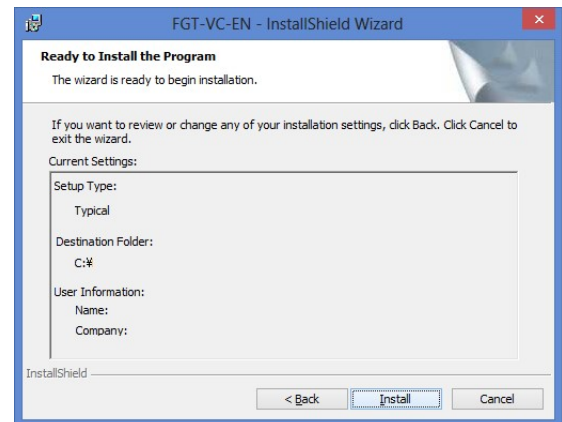 FGT-VC-EN - InstallShield Wizard
Ready to Install the Program
The wizard is ready to begin installation.
If you want to review or change any of your installation settings, click Back. Click Cancel to
exit the wizard.
Current Settings:
Setup Type:
Typical
Destination Folder:
C:¥
User Information:
Name:
Company:
InstallShield
< Back Install Cancel